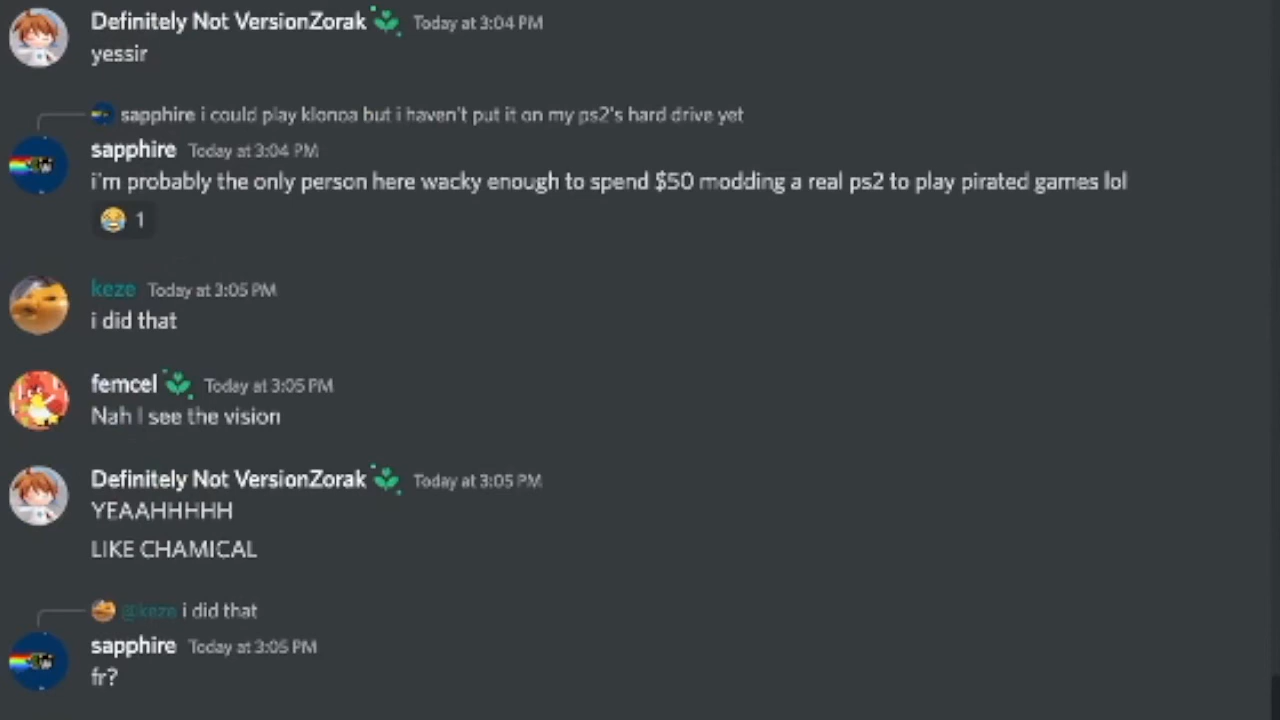 Definitely Not VersionZorak Today at 3:04 PM
yessir
sapphire i could play klonoa but i haven't put it on my ps2's hard drive yet
sapphire Today at 3:04 PM
i'm probably the only person here wacky enough to spend $50 modding a real ps2 to play pirated games lol
1
keze Today at 3:05 PM
i did that
femcel Today at 3:05 PM
Nah I see the vision
Definitely Not VersionZorak Today at 3:05 PM
YEAAHHHHH
LIKE CHAMICAL
@keze i did that
sapphire Today at 3:05 PM
fr?